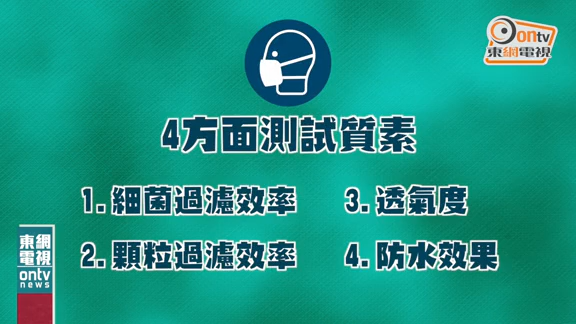 ontv
東網電視
4方面測試質素
1.細菌過濾效率
2.顆粒過濾效率
3.透氣度
4.防水效果
東網
電視
ontv
news